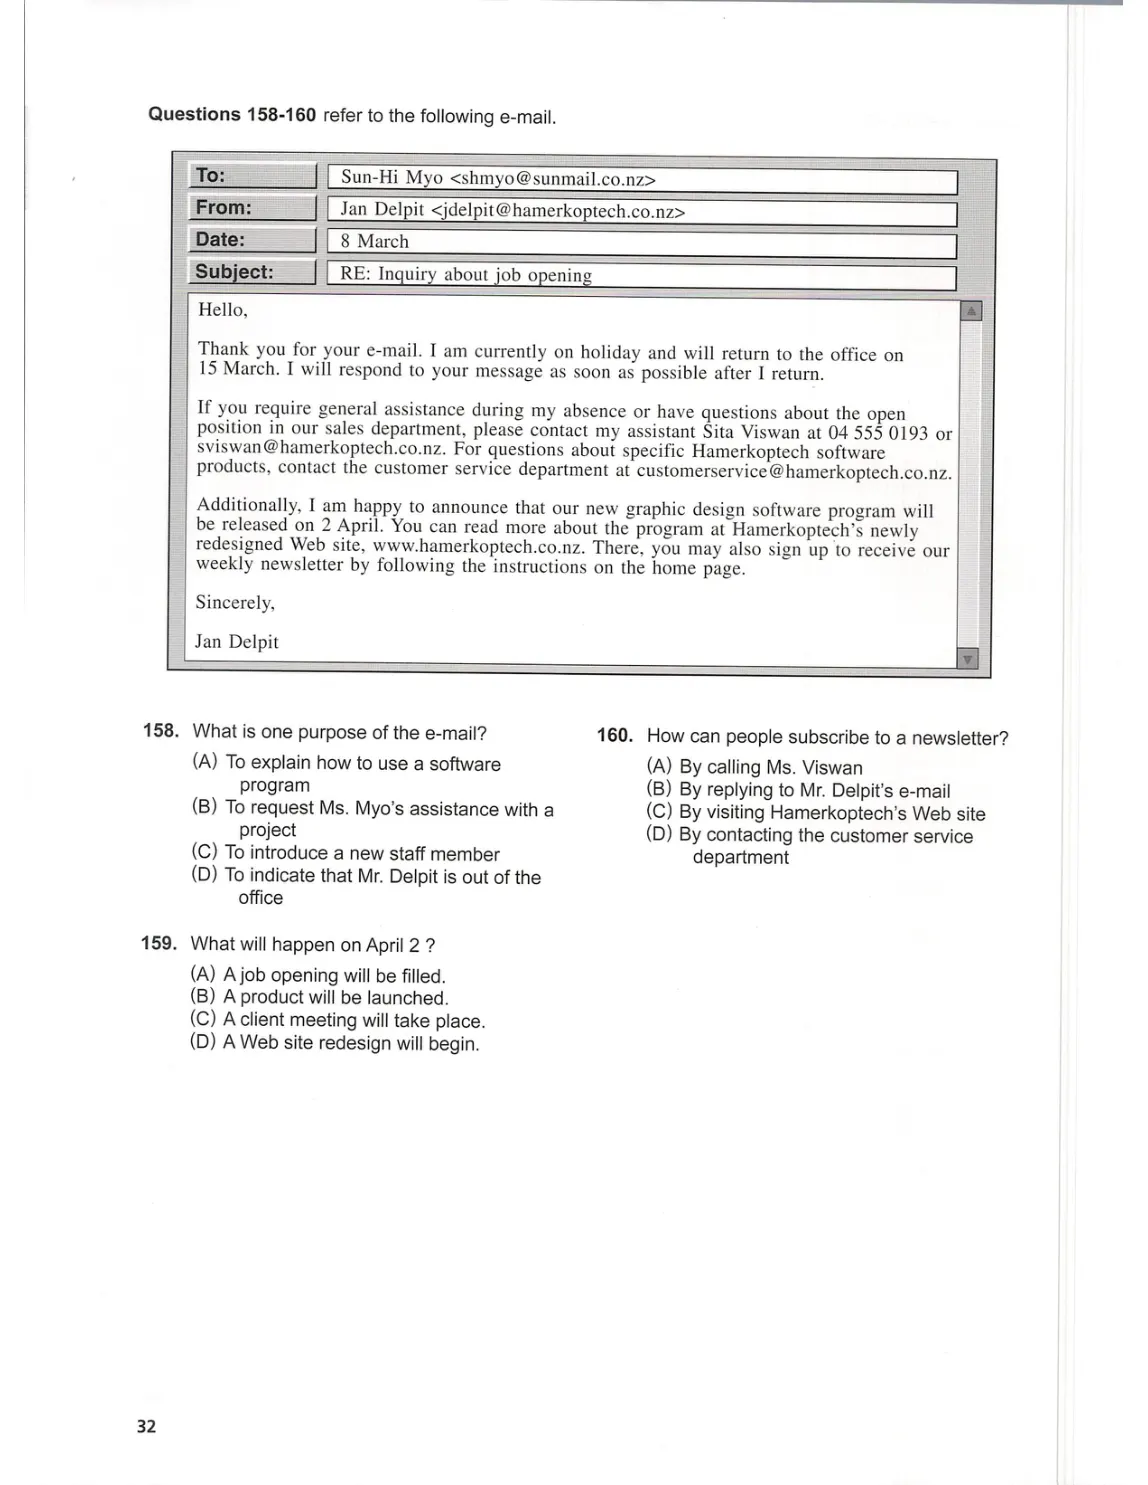 Questions 158-160 refer to the following e-mail.
To: Sun-Hi Myo <shmyo@sunmail.co.nz>
From: Jan Delpit <jdelpit@hamerkoptech.co.nz>
Date: 8 March
Subject: RE: Inquiry about job opening
Hello,
Thank you for your e-mail. I am currently on holiday and will return to the office on
15 March. I will respond to your message as soon as possible after I return.
If you require general assistance during my absence or have questions about the open
position in our sales department, please contact my assistant Sita Viswan at 04 555 0193 or
sviswan@hamerkoptech.co.nz. For questions about specific Hamerkoptech software
products, contact the customer service department at customerservice@hamerkoptech.co.nz.
Additionally, I am happy to announce that our new graphic design software program will
be released on 2 April. You can read more about the program at Hamerkoptech's newly
redesigned Web site, www.hamerkoptech.co.nz. There, you may also sign up to receive our
weekly newsletter by following the instructions on the home page.
Sincerely,
Jan Delpit
158. What is one purpose of the e-mail?
(A) To explain how to use a software
program
(B) To request Ms. Myo's assistance with a
project
(C) To introduce a new staff member
(D) To indicate that Mr. Delpit is out of the
office
159. What will happen on April 2 ?
(A) A job opening will be filled.
(B) A product will be launched.
(C) A client meeting will take place.
(D) A Web site redesign will begin.
160. How can people subscribe to a newsletter?
(A) By calling Ms. Viswan
(B) By replying to Mr. Delpit's e-mail
(C) By visiting Hamerkoptech's Web site
(D) By contacting the customer service
department
32